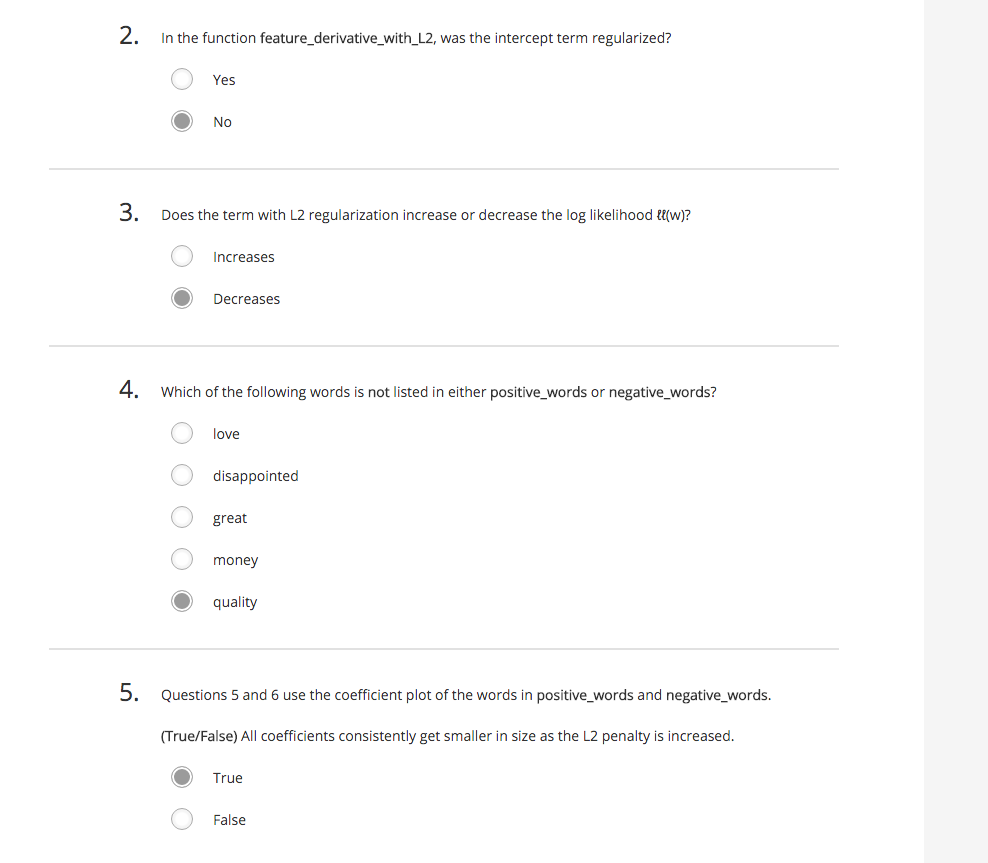 2. In the function feature_derivative_with_L2, was the intercept term regularized?
Yes
No
3. Does the term with L2 regularization increase or decrease the log likelihood ℓℓ(w)?
Increases
Decreases
4. Which of the following words is not listed in either positive_words or negative_words?
love
disappointed
great
money
quality
5. Questions 5 and 6 use the coefficient plot of the words in positive_words and negative_words.
(True/False) All coefficients consistently get smaller in size as the L2 penalty is increased.
True
False